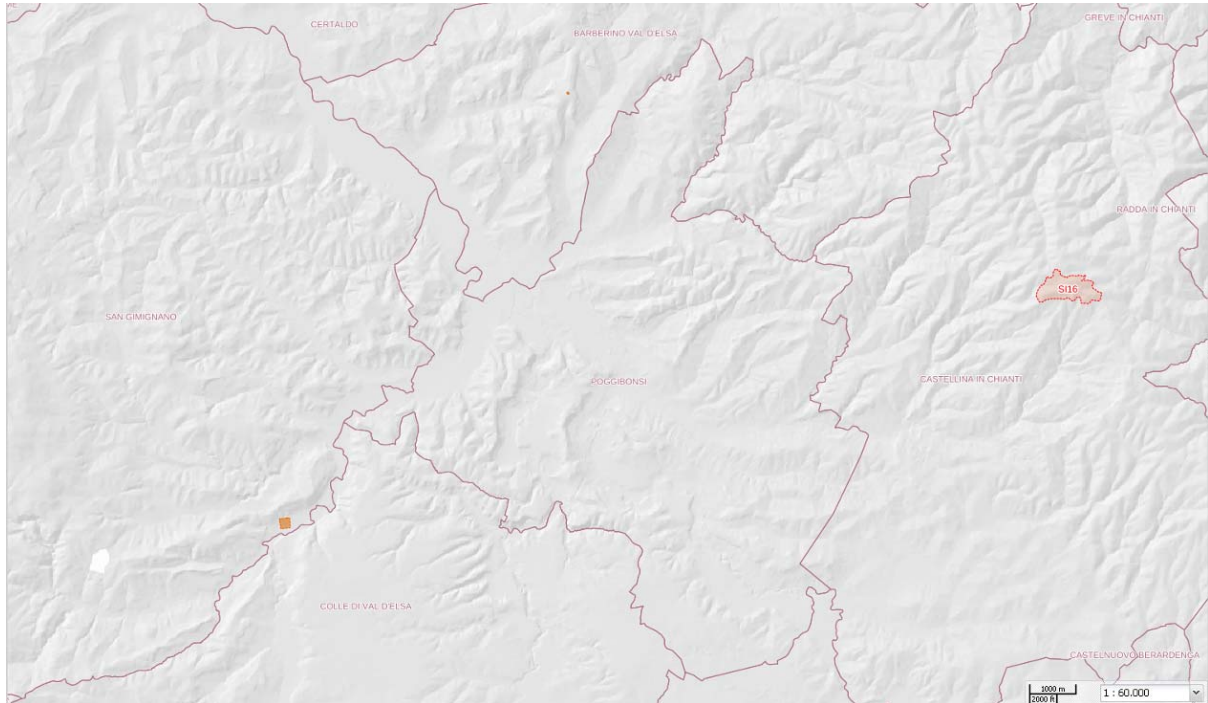 CERTALDO
BARBERINO VAL D'ELSA
GREVE IN CHIANTI
RADDA IN CHIANTI
SI16
SAN GIMIGNANO
POGGIBONSI
CASTELLINA IN CHIANTI
COLLE DI VAL D'ELSA
CASTELNUOVO BERARDENGA
1000 m
2000 ft
1 : 60.000